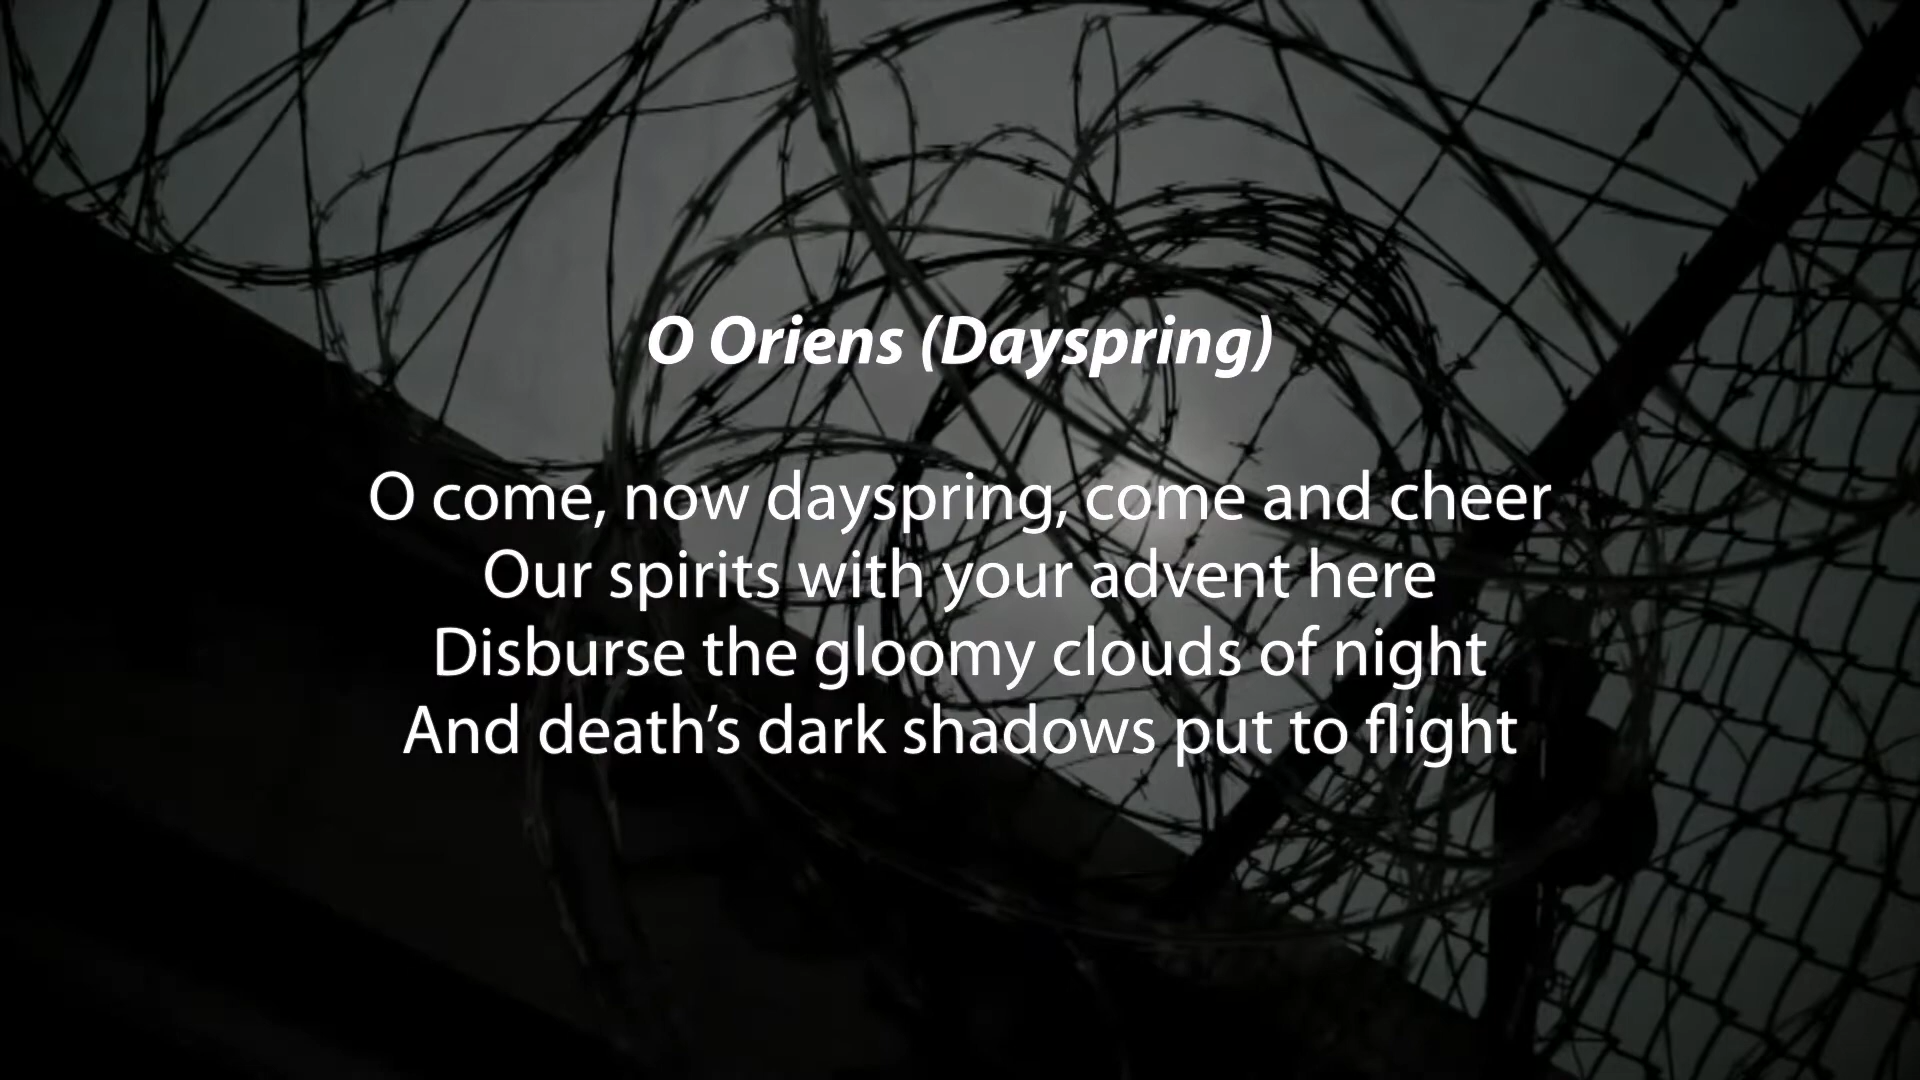 O Oriens (Dayspring)
O come, now dayspring, come and cheer
Our spirits with your advent here
Disburse the gloomy clouds of night
And death’s dark shadows put to flight